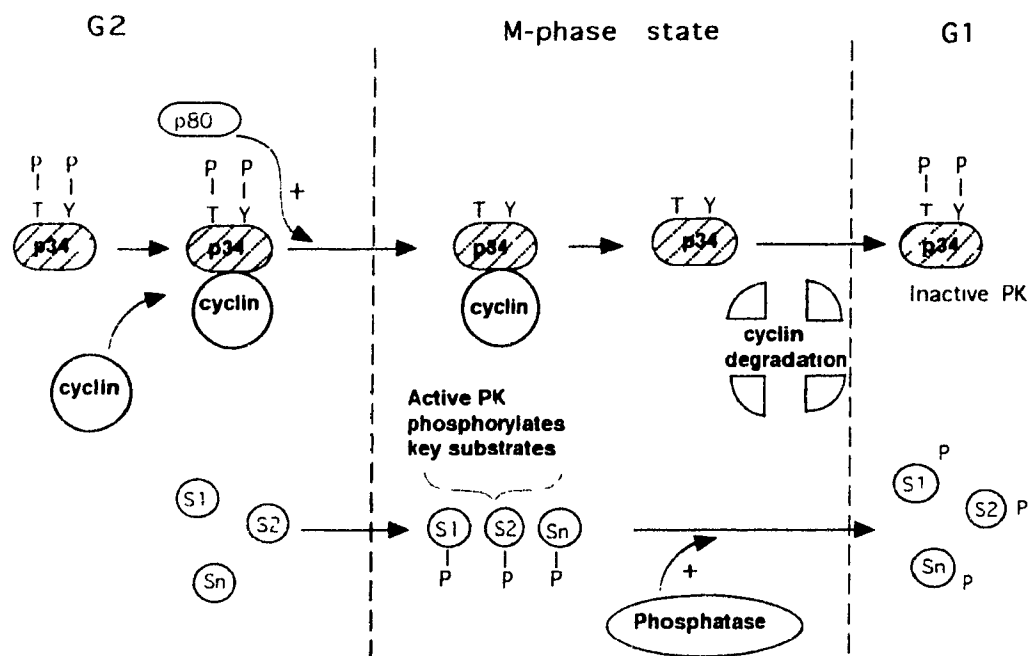 G2
M-phase state
G1
p80
P P
P P
P P
+
T Y
T Y
T Y
T Y
T Y
p34
p34
p34
p34
p34
Inactive PK
cyclin
cyclin
cyclin
cyclin
degradation
Active PK
phosphorylates
key substrates
S1
S2
Sn
S1 S2 Sn
P P P
+
Phosphatase
P
S1
S2 P
Sn
P